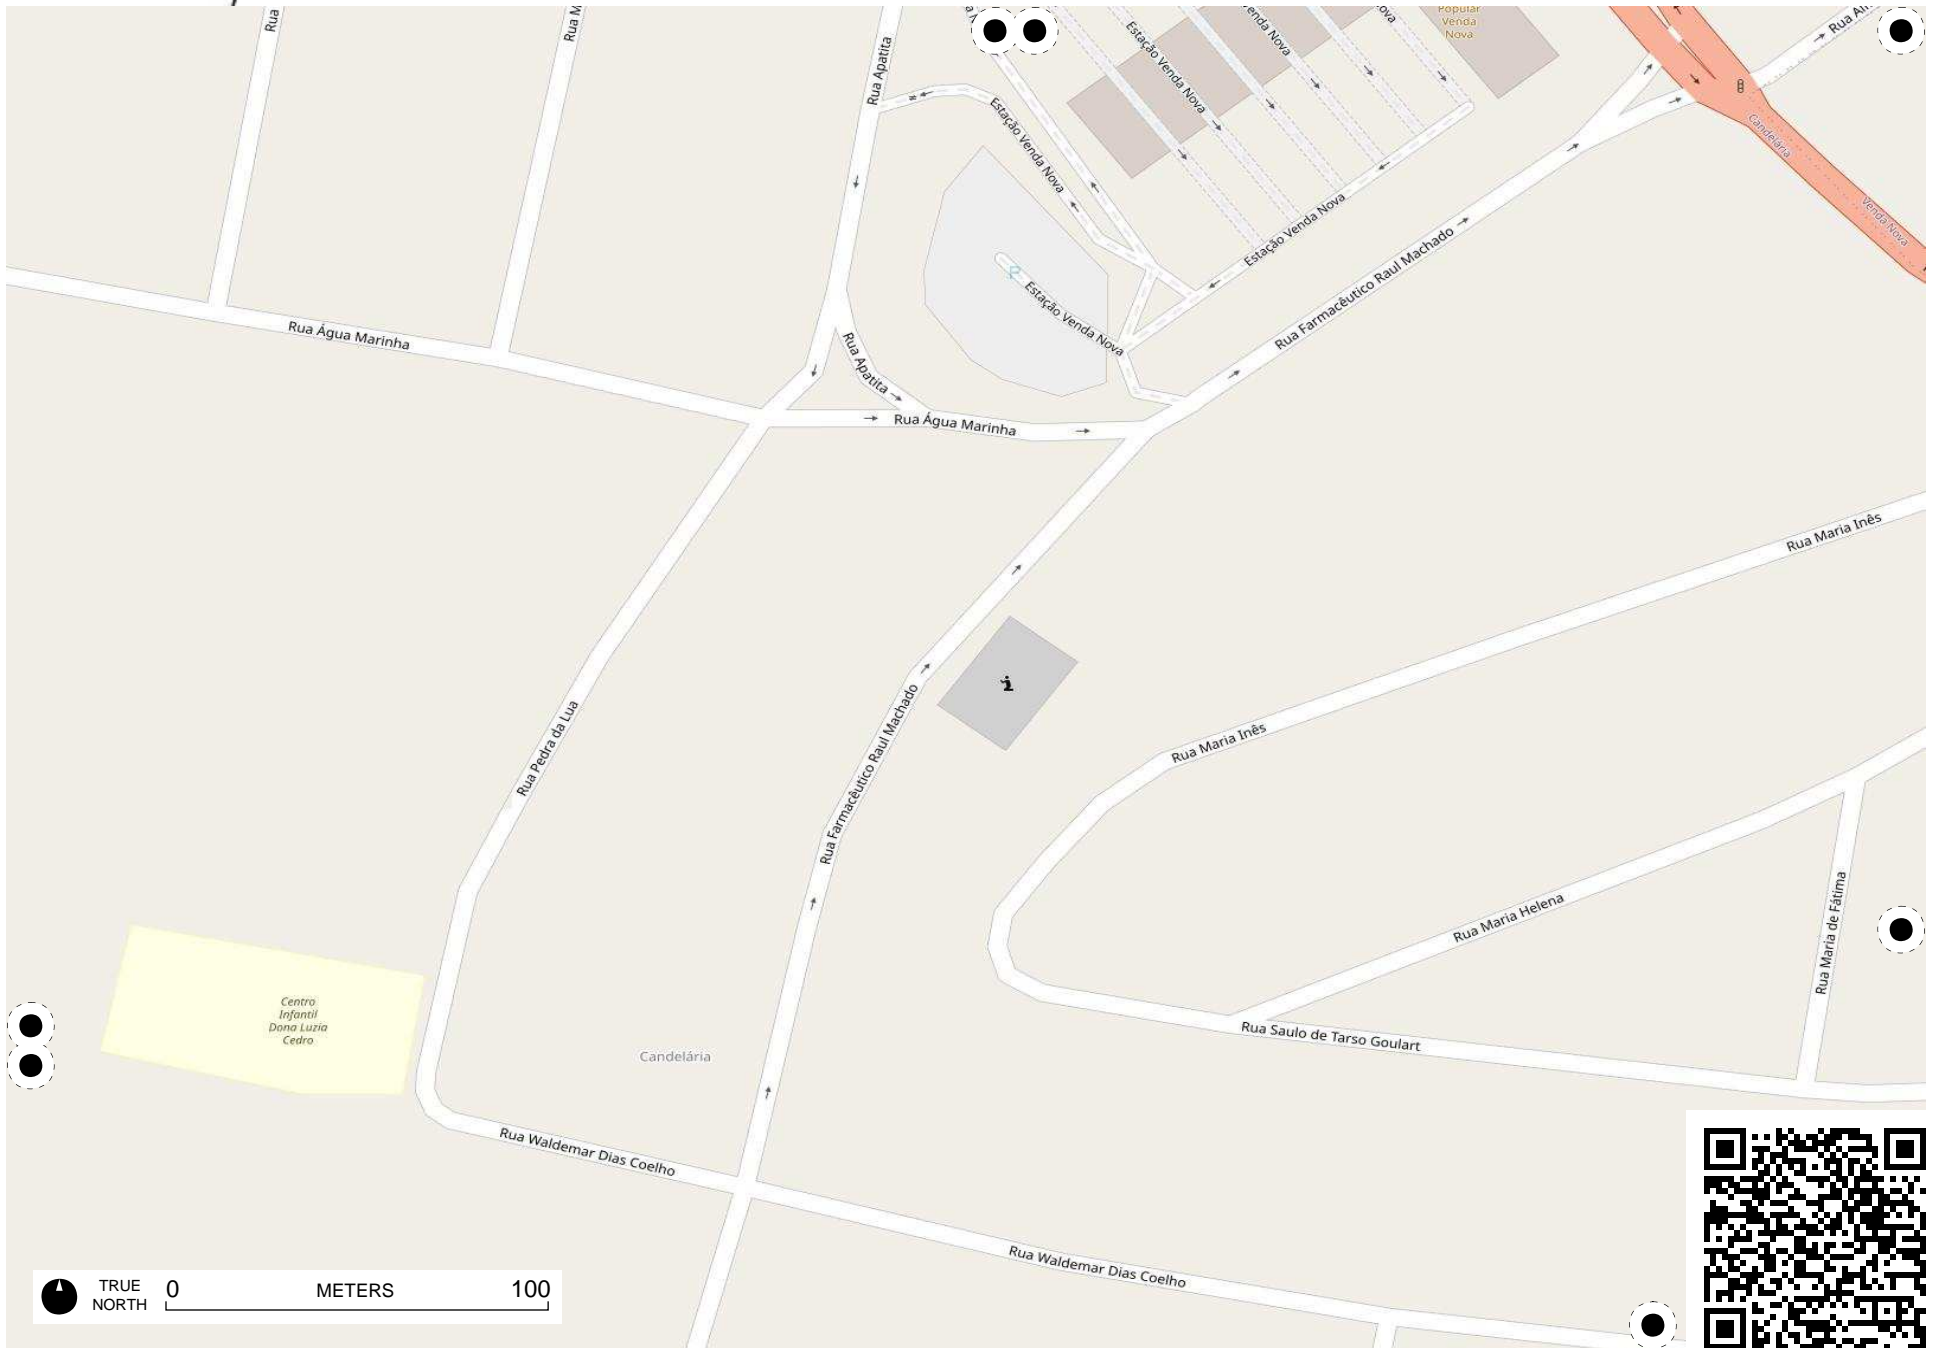 Rua
Rua M
Rua Apatita
Estação Venda Nova
Popular
Venda
Nova
Candelária
Venda Nova
Estação Venda Nova
Estação Venda Nova
P
Estação Venda Nova
Rua Farmacêutico Raul Machado
Rua Água Marinha
Rua Apatita
Rua Água Marinha
Rua Maria Inês
Rua Pedra da Lua
Rua Farmacêutico Raul Machado
Rua Maria Inês
Rua Maria Helena
Rua Maria de Fátima
Centro
Infantil
Dona Luzia
Cedro
Candelária
Rua Saulo de Tarso Goulart
Rua Waldemar Dias Coelho
Rua Waldemar Dias Coelho
TRUE
NORTH
0 METERS 100